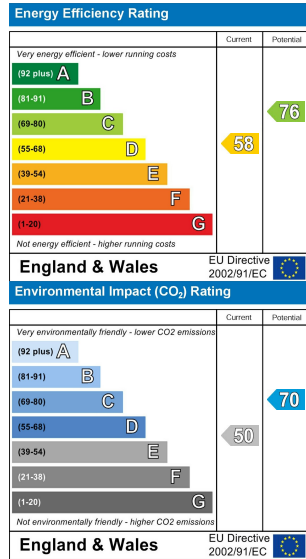 Energy Efficiency Rating
Current Potential
Very energy efficient - lower running costs
(92 plus) A
(81-91) B
(69-80) C
(55-68) D
(39-54) E
(21-38) F
(1-20) G
58
76
Not energy efficient - higher running costs
England & Wales
EU Directive
2002/91/EC
Environmental Impact (CO2) Rating
Current Potential
Very environmentally friendly - lower CO2 emissions
(92 plus) A
(81-91) B
(69-80) C
(55-68) D
(39-54) E
(21-38) F
(1-20) G
50
70
Not environmentally friendly - higher CO2 emissions
England & Wales
EU Directive
2002/91/EC